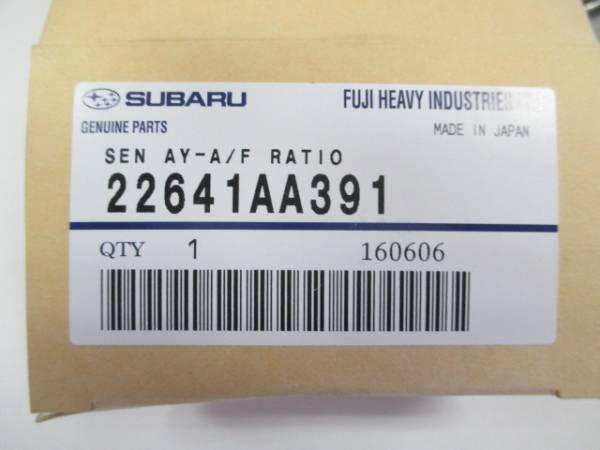 SUBARU
FUJI HEAVY INDUSTRIES
GENUINE PARTS
MADE IN JAPAN
SEN AY-A/F RATIO
22641AA391
QTY 1 160606